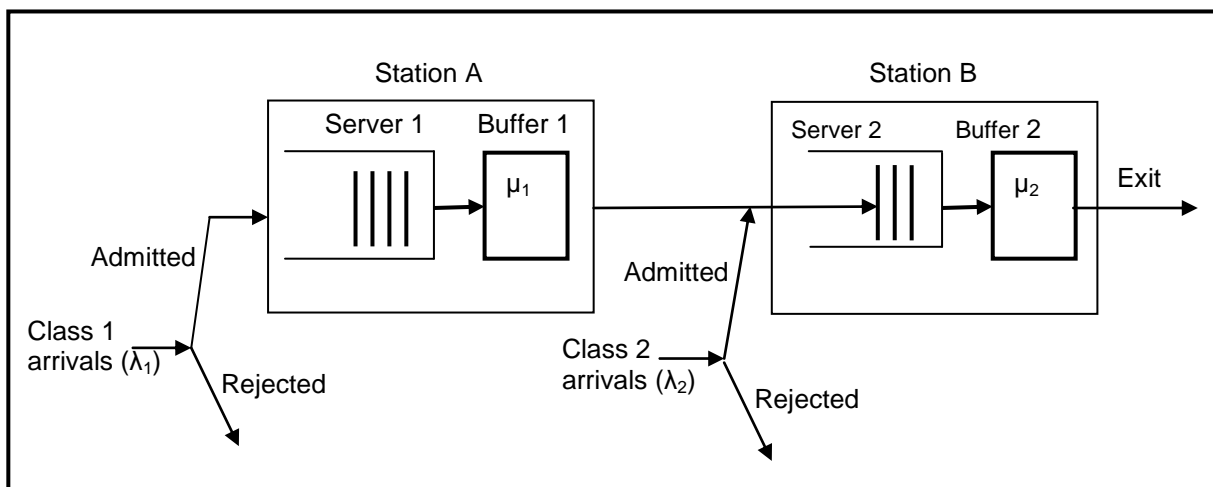 Station A
Station B
Server 1
Buffer 1
Server 2
Buffer 2
μ1
μ2
Exit
Admitted
Admitted
Class 1
arrivals (λ1)
Class 2
arrivals (λ2)
Rejected
Rejected